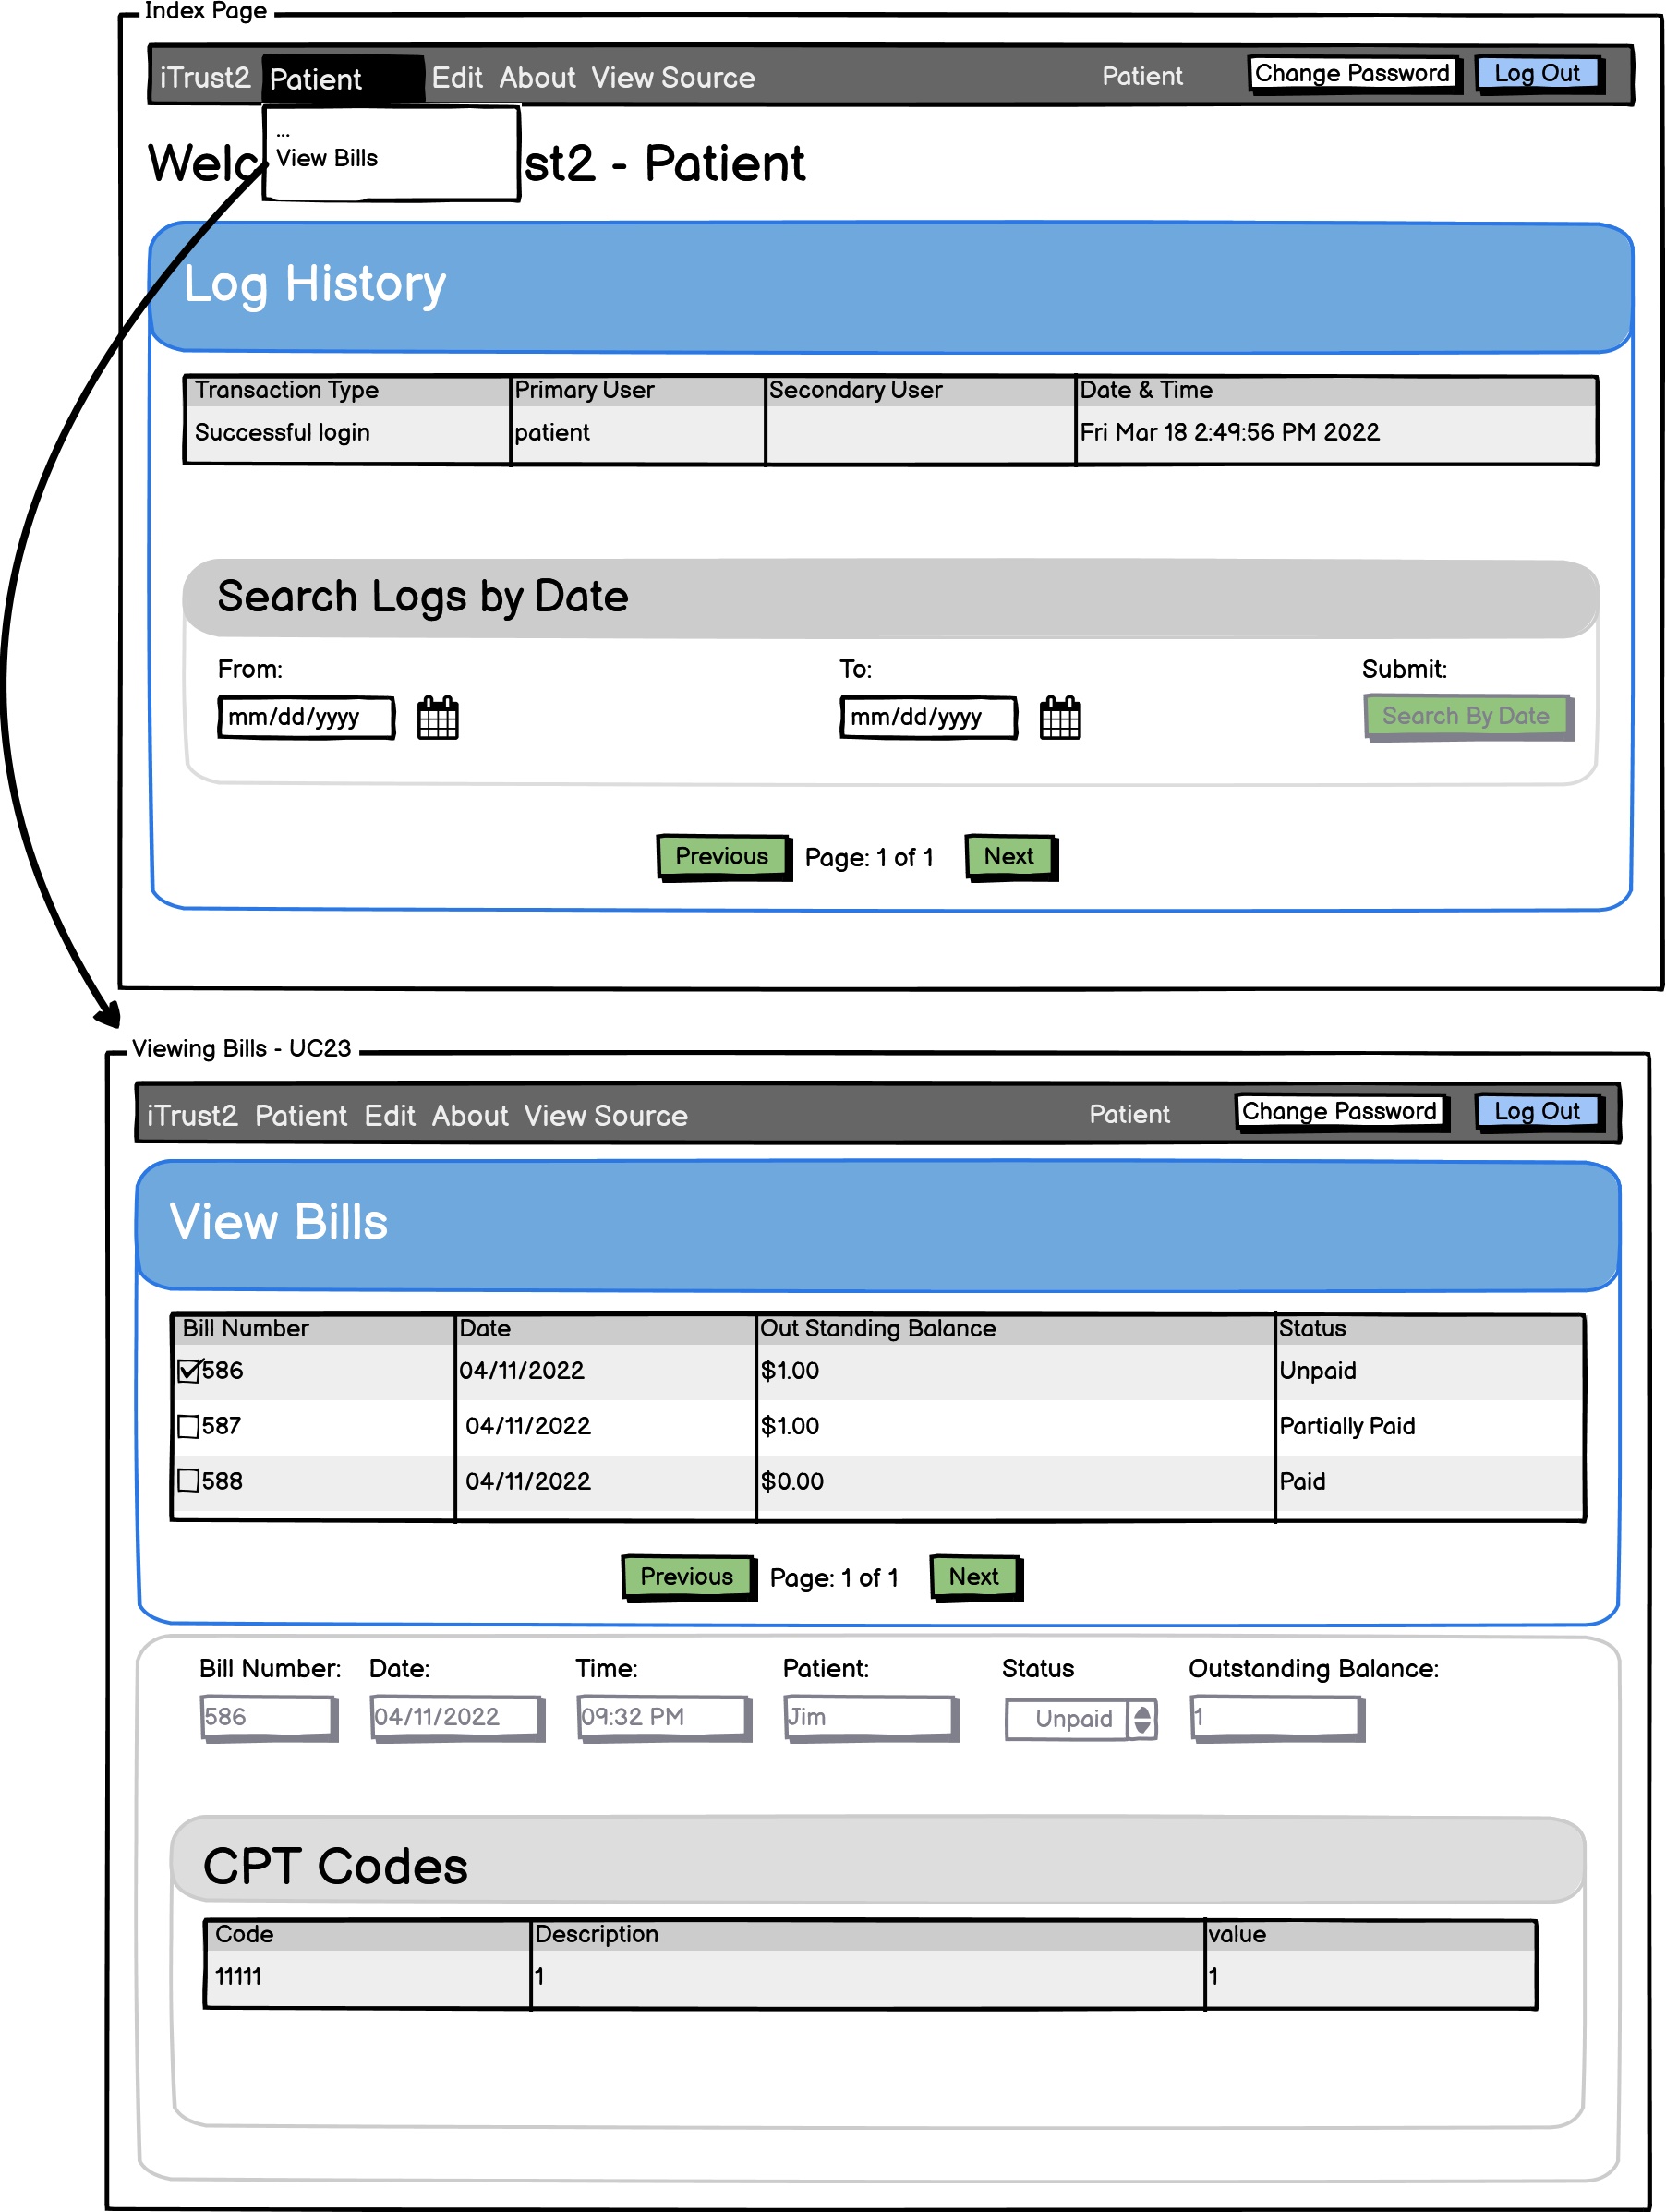 Index Page
iTrust2 Patient Edit About View Source Patient Change Password Log Out
...
View Bills
Welc st2 - Patient
Log History
Transaction Type Primary User Secondary User Date & Time
Successful login patient Fri Mar 18 2:49:56 PM 2022
Search Logs by Date
From: To: Submit:
mm/dd/yyyy mm/dd/yyyy Search By Date
Previous Page: 1 of 1 Next
Viewing Bills - UC23
iTrust2 Patient Edit About View Source Patient Change Password Log Out
View Bills
Bill Number Date Out Standing Balance Status
586 04/11/2022 $1.00 Unpaid
587 04/11/2022 $1.00 Partially Paid
588 04/11/2022 $0.00 Paid
Previous Page: 1 of 1 Next
Bill Number: Date: Time: Patient: Status Outstanding Balance:
586 04/11/2022 09:32 PM Jim Unpaid 1
CPT Codes
Code Description value
11111 1 1